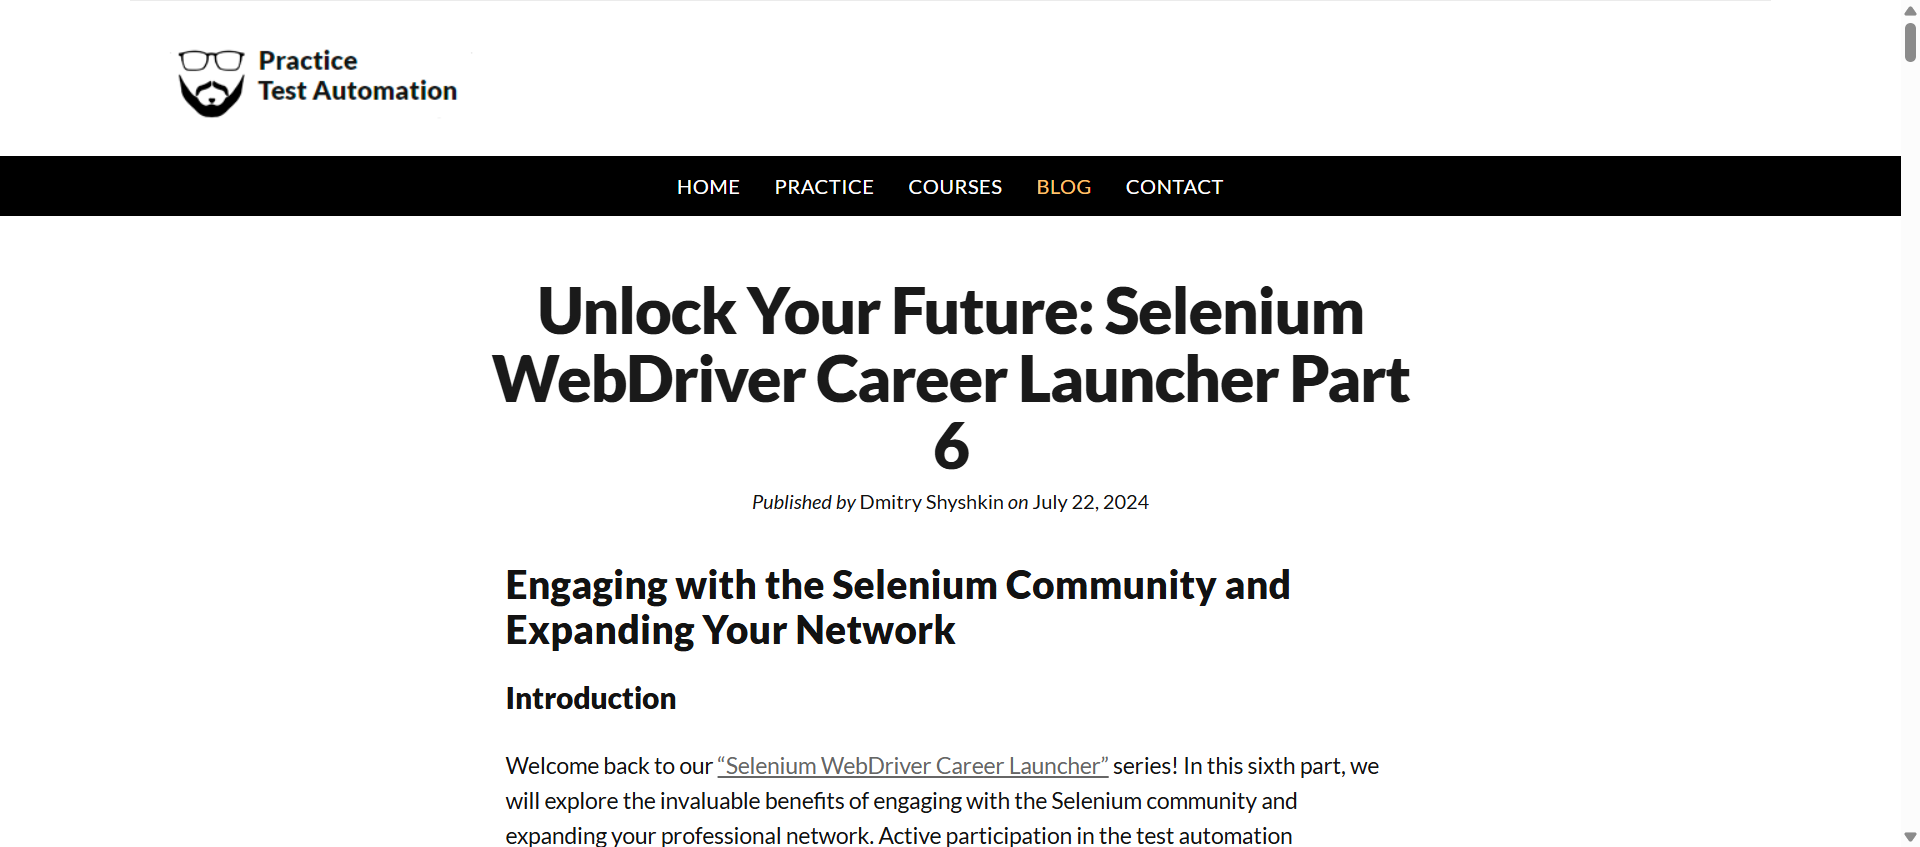 Practice
Test Automation
HOME PRACTICE COURSES BLOG CONTACT
Unlock Your Future: Selenium
WebDriver Career Launcher Part
6
Published by Dmitry Shyshkin on July 22, 2024
Engaging with the Selenium Community and
Expanding Your Network
Introduction
Welcome back to our “Selenium WebDriver Career Launcher” series! In this sixth part, we
will explore the invaluable benefits of engaging with the Selenium community and
expanding your professional network. Active participation in the test automation